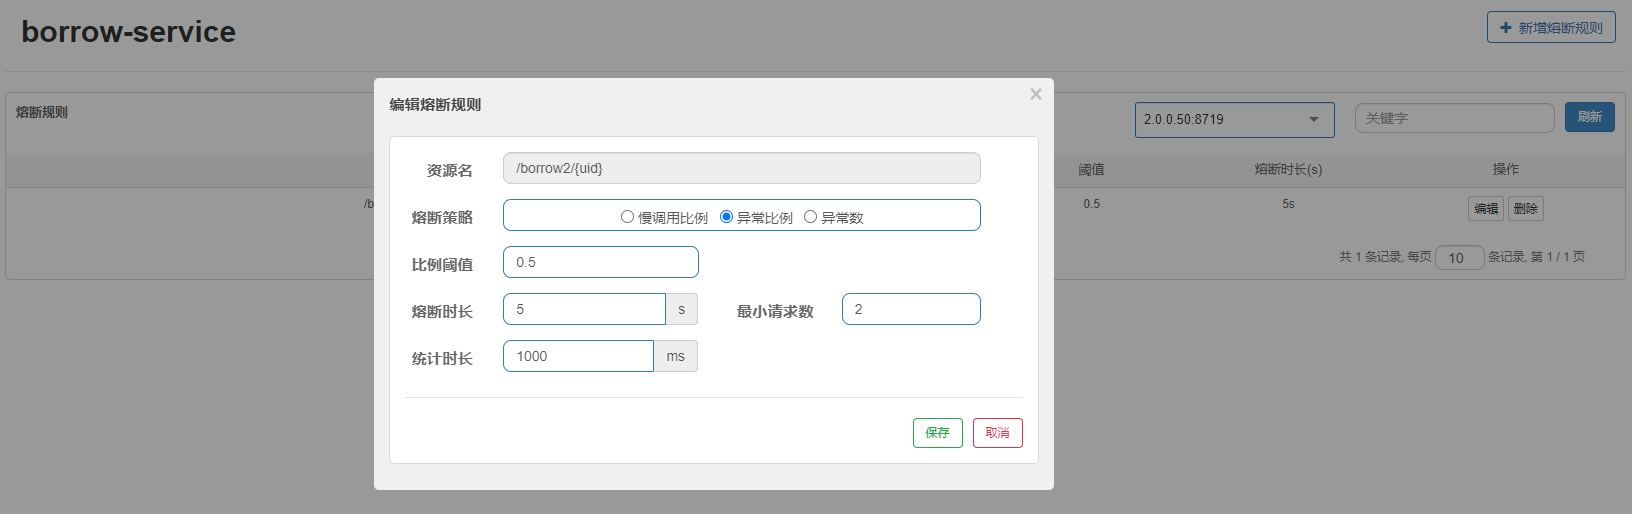 borrow-service
新增熔断规则
熔断规则
2.0.0.50:8719
关键字
刷新
阈值
熔断时长(s)
操作
/b
0.5
5s
编辑
删除
共 1 条记录, 每页 10 条记录, 第 1 / 1 页
编辑熔断规则
×
资源名
/borrow2/{uid}
熔断策略
慢调用比例 异常比例 异常数
比例阈值
0.5
熔断时长
5 s
最小请求数
2
统计时长
1000 ms
保存
取消